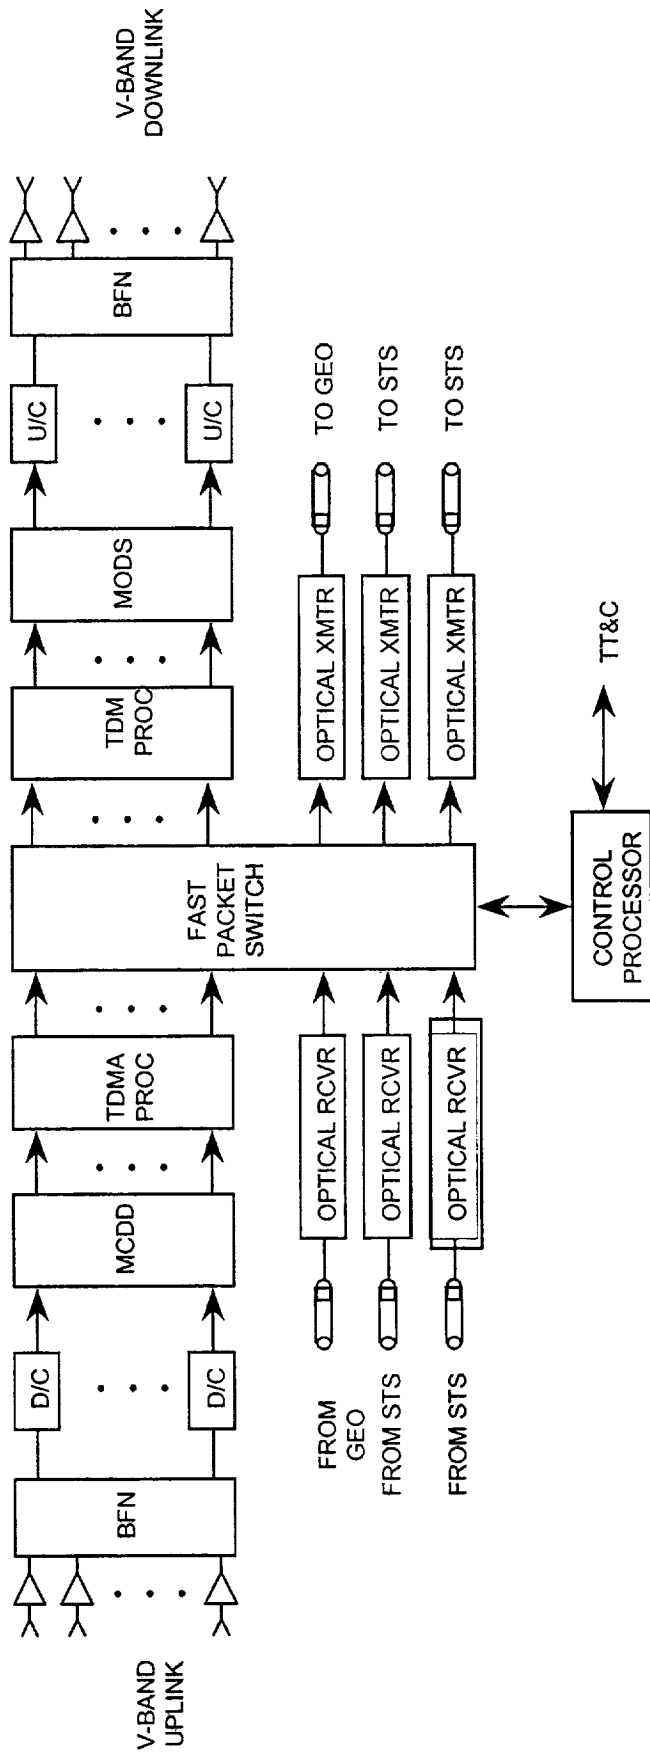 V-BAND
UPLINK
BFN
D/C
D/C
MCDD
TDMA
PROC
FAST
PACKET
SWITCH
TDM
PROC
MODS
U/C
U/C
BFN
V-BAND
DOWNLINK
FROM
GEO
OPTICAL RCVR
OPTICAL XMTR
TO GEO
FROM STS
OPTICAL RCVR
OPTICAL XMTR
TO STS
FROM STS
OPTICAL RCVR
OPTICAL XMTR
TO STS
CONTROL
PROCESSOR
TT&C